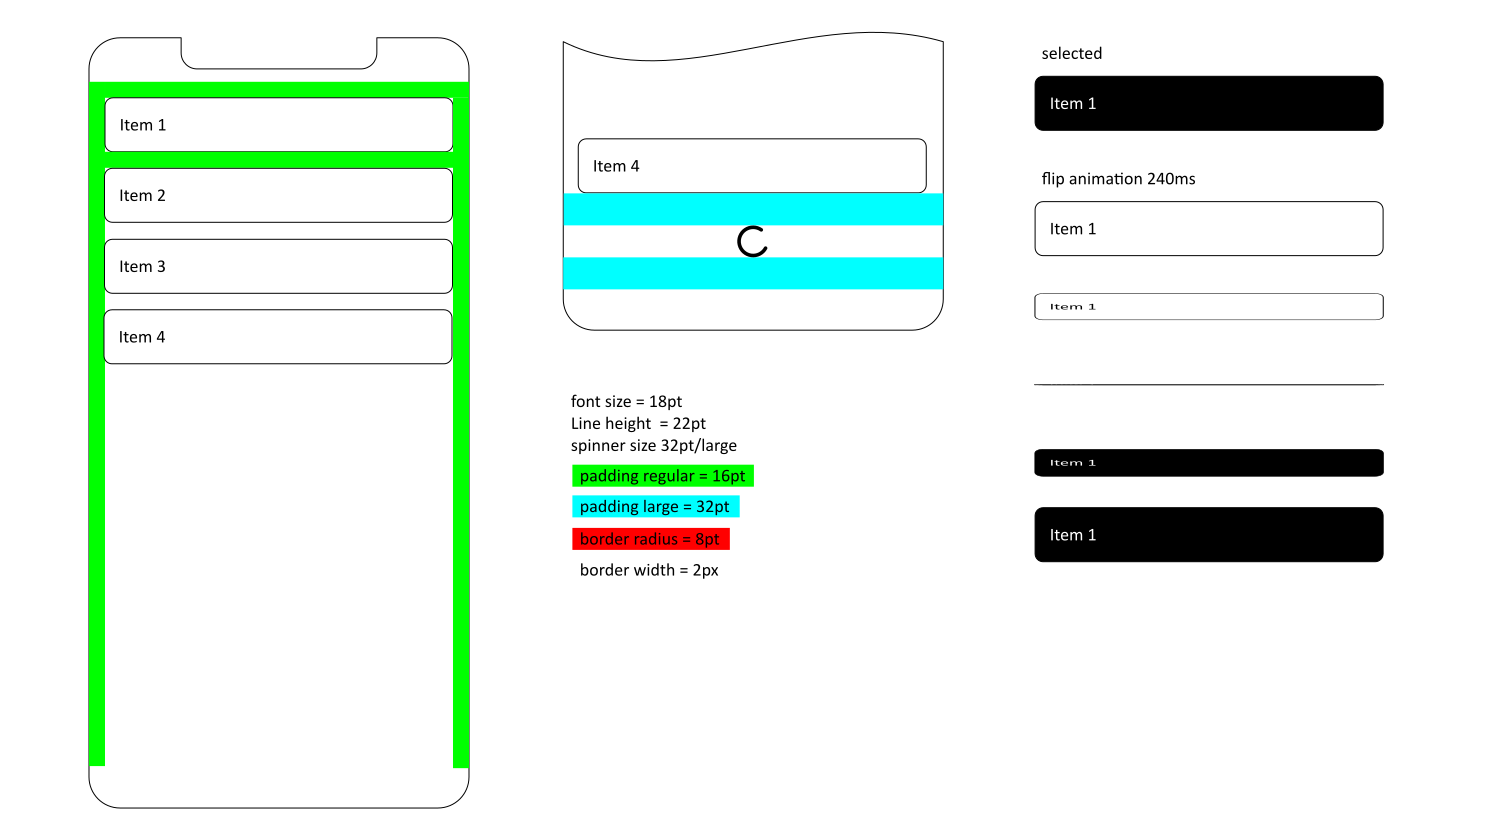 Item 1
Item 2
Item 3
Item 4
Item 4
font size = 18pt
Line height  = 22pt
spinner size 32pt/large
padding regular = 16pt
padding large = 32pt
border radius = 8pt
border width = 2px
selected
Item 1
flip animation 240ms
Item 1
Item 1
Item 1
Item 1